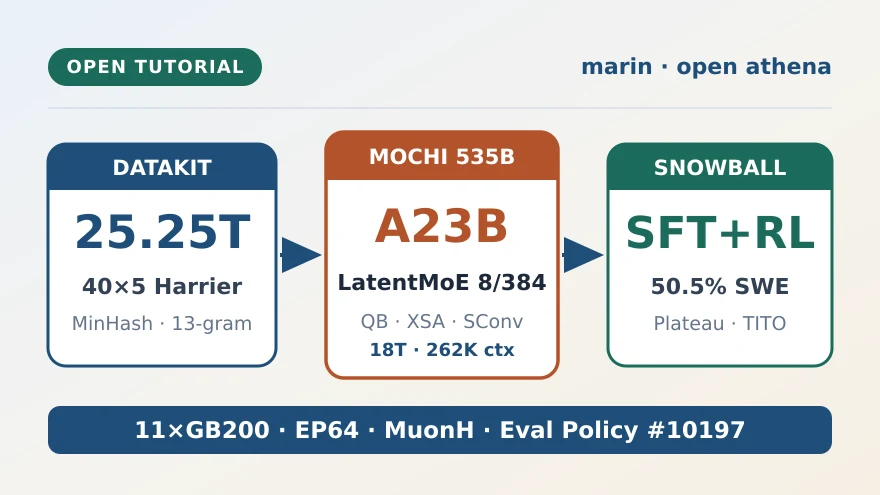 OPEN TUTORIAL
marin · open athena
DATAKIT
25.25T
40×5 Harrier
MinHash · 13-gram
MOCHI 535B
A23B
LatentMoE 8/384
QB · XSA · SConv
18T · 262K ctx
SNOWBALL
SFT+RL
50.5% SWE
Plateau · TITO
11×GB200 · EP64 · MuonH · Eval Policy #10197